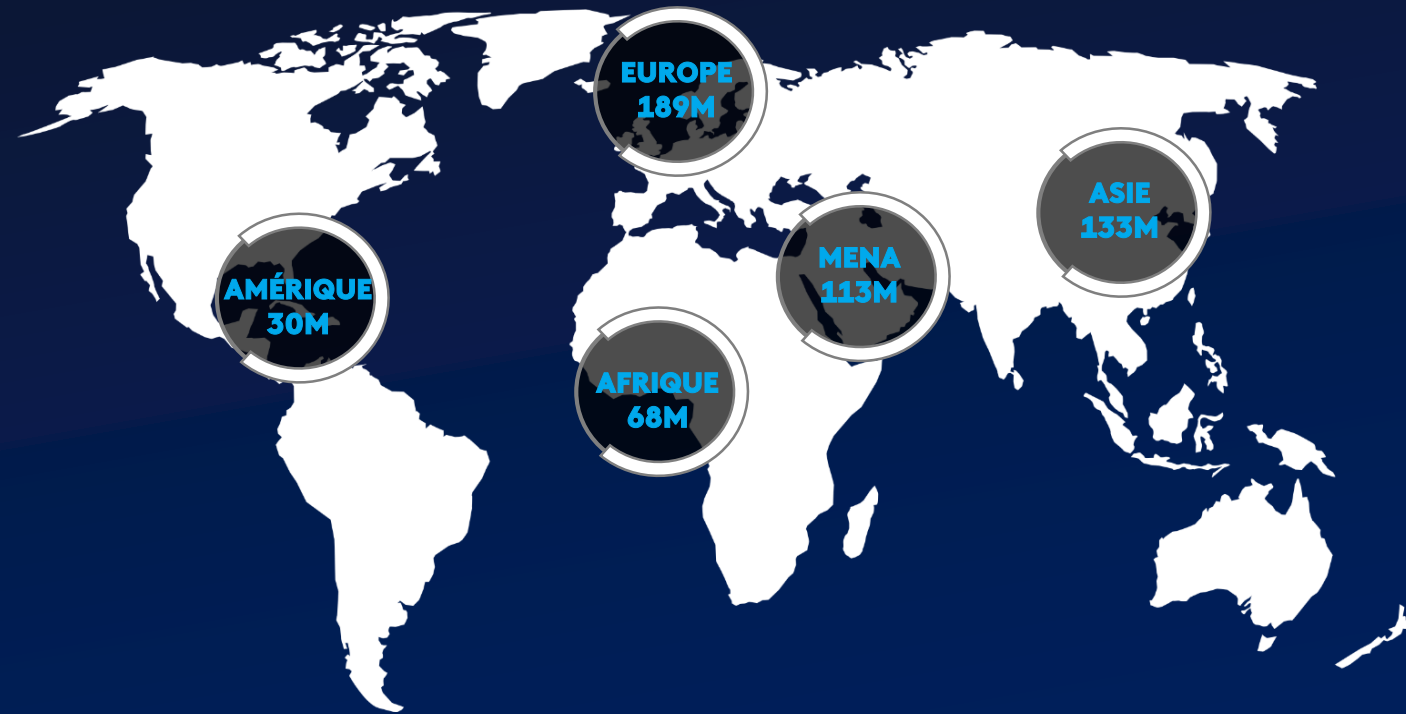 EUROPE
189M
ASIE
133M
MENA
113M
AMÉRIQUE
30M
AFRIQUE
68M